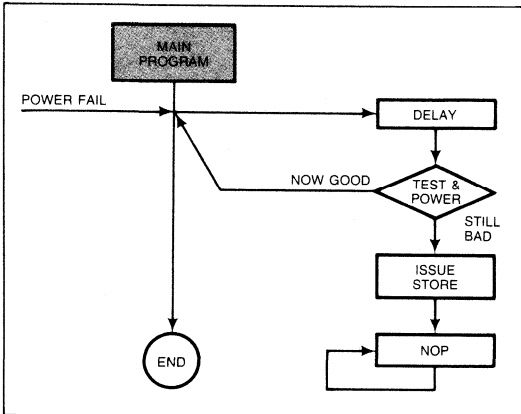 MAIN
PROGRAM
POWER FAIL
DELAY
NOW GOOD
TEST &
POWER
STILL
BAD
ISSUE
STORE
END
NOP